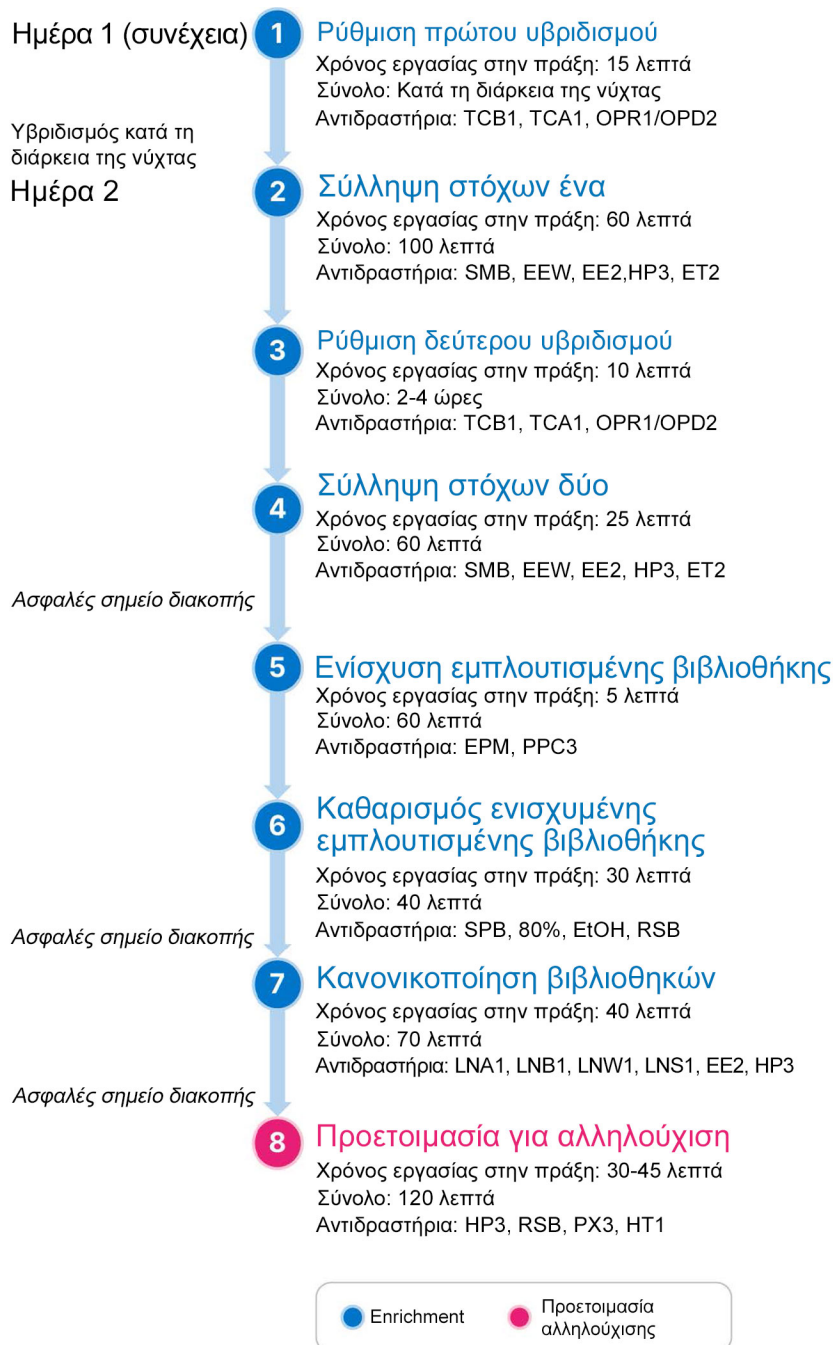 Ημέρα 1 (συνέχεια)
1
Ρύθμιση πρώτου υβριδισμού
Χρόνος εργασίας στην πράξη: 15 λεπτά
Σύνολο: Κατά τη διάρκεια της νύχτας
Αντιδραστήρια: TCB1, TCA1, OPR1/OPD2
Υβριδισμός κατά τη
διάρκεια της νύχτας
Ημέρα 2
2
Σύλληψη στόχων ένα
Χρόνος εργασίας στην πράξη: 60 λεπτά
Σύνολο: 100 λεπτά
Αντιδραστήρια: SMB, EEW, EE2,HP3, ET2
3
Ρύθμιση δεύτερου υβριδισμού
Χρόνος εργασίας στην πράξη: 10 λεπτά
Σύνολο: 2-4 ώρες
Αντιδραστήρια: TCB1, TCA1, OPR1/OPD2
4
Σύλληψη στόχων δύο
Χρόνος εργασίας στην πράξη: 25 λεπτά
Σύνολο: 60 λεπτά
Αντιδραστήρια: SMB, EEW, EE2, HP3, ET2
Ασφαλές σημείο διακοπής
5
Ενίσχυση εμπλουτισμένης βιβλιοθήκης
Χρόνος εργασίας στην πράξη: 5 λεπτά
Σύνολο: 60 λεπτά
Αντιδραστήρια: EPM, PPC3
6
Καθαρισμός ενισχυμένης
εμπλουτισμένης βιβλιοθήκης
Χρόνος εργασίας στην πράξη: 30 λεπτά
Σύνολο: 40 λεπτά
Αντιδραστήρια: SPB, 80%, EtOH, RSB
Ασφαλές σημείο διακοπής
7
Κανονικοποίηση βιβλιοθηκών
Χρόνος εργασίας στην πράξη: 40 λεπτά
Σύνολο: 70 λεπτά
Αντιδραστήρια: LNA1, LNB1, LNW1, LNS1, EE2, HP3
Ασφαλές σημείο διακοπής
8
Προετοιμασία για αλληλούχιση
Χρόνος εργασίας στην πράξη: 30-45 λεπτά
Σύνολο: 120 λεπτά
Αντιδραστήρια: HP3, RSB, PX3, HT1
Enrichment
Προετοιμασία
αλληλούχισης